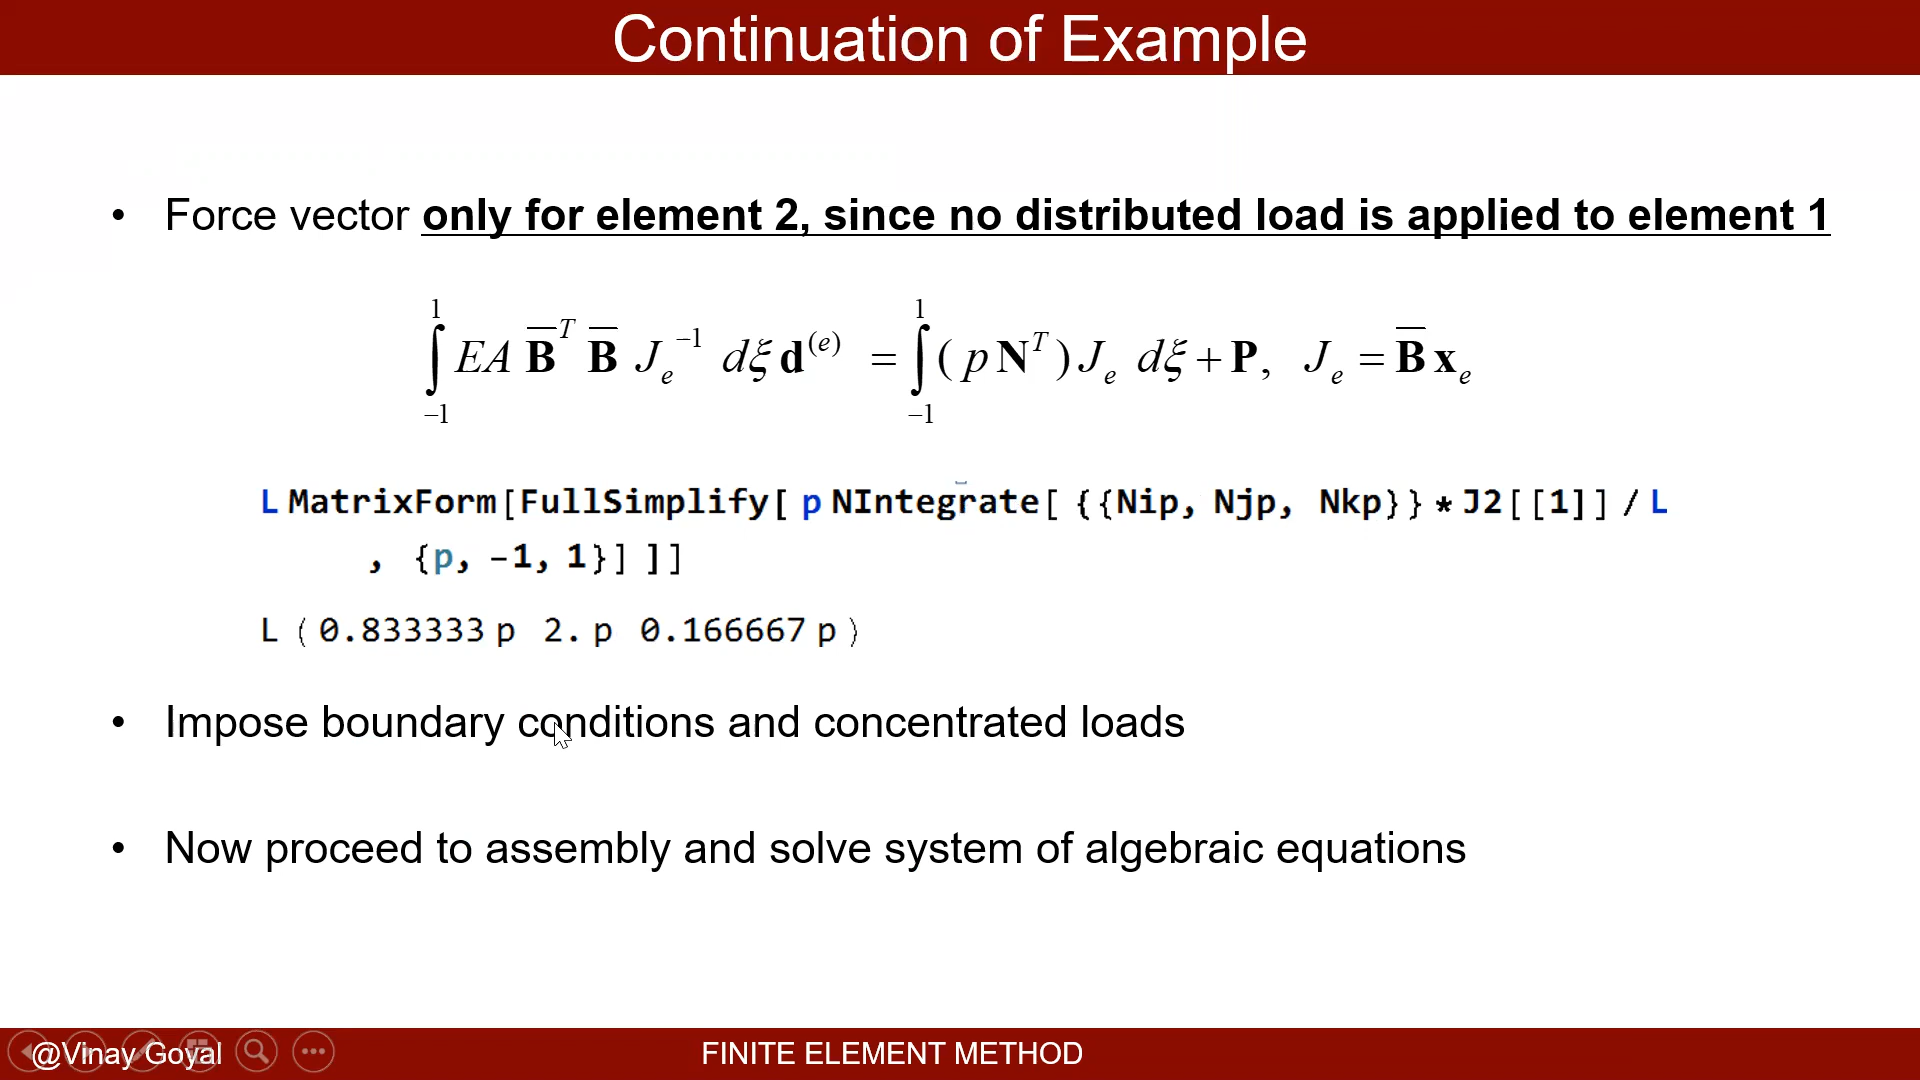 Continuation of Example
• Force vector only for element 2, since no distributed load is applied to element 1
∫_{−1}^{1} EA B̅^T B̅ J_e^{−1} dξ d^{(e)} = ∫_{−1}^{1} (pN^T) J_e dξ + P, J_e = B̅ x_e
L MatrixForm[FullSimplify[ p NIntegrate[ {{Nip, Njp, Nkp}} * J2[[1]] / L
, {p, -1, 1}] ]]
L ( 0.833333 p 2. p 0.166667 p )
• Impose boundary conditions and concentrated loads
• Now proceed to assembly and solve system of algebraic equations
@Vinay Goyal FINITE ELEMENT METHOD